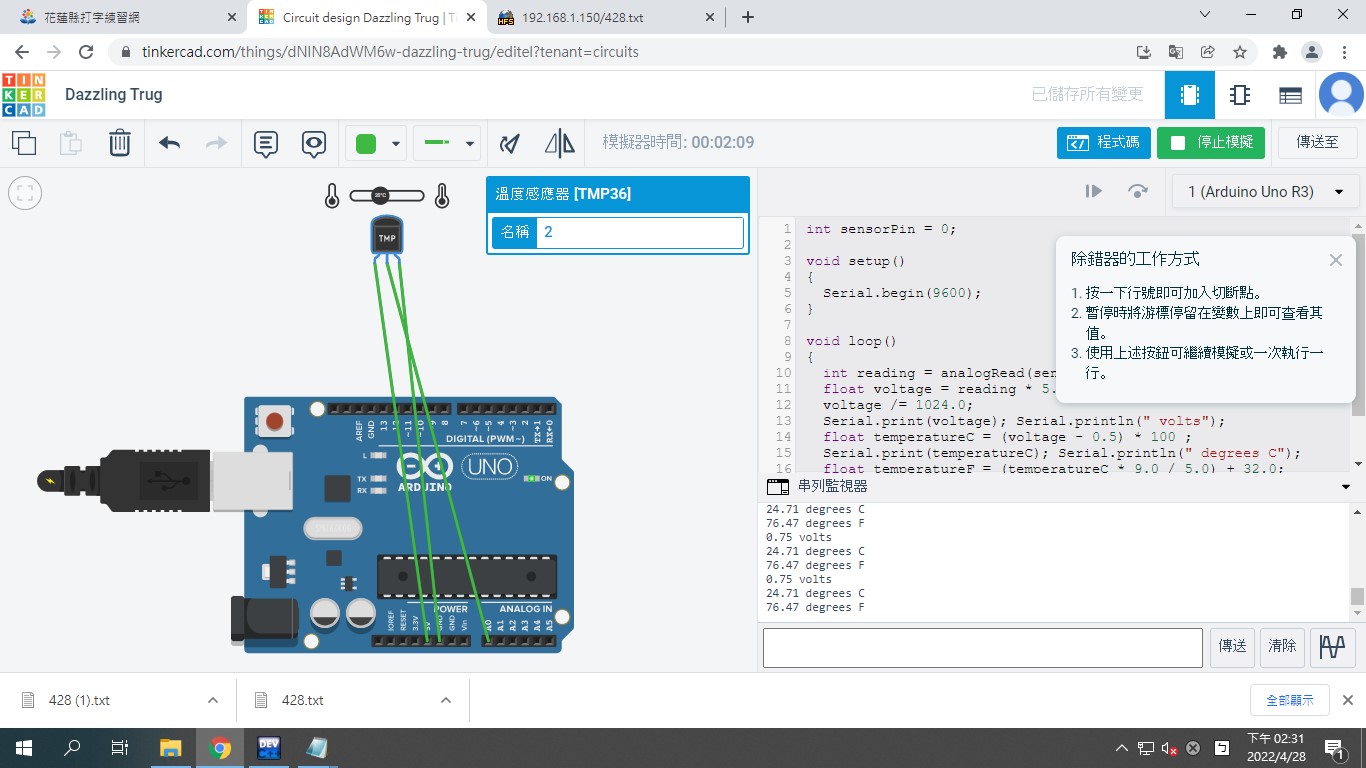 花蓮縣打字練習網
Circuit design Dazzling Trug | Ti
192.168.1.150/428.txt
tinkercad.com/things/dNIN8AdWM6w-dazzling-trug/editel?tenant=circuits
TIN
KER
CAD
Dazzling Trug
已儲存所有變更
模擬器時間: 00:02:09
程式碼
停止模擬
傳送至
溫度感應器 [TMP36]
名稱 2
TMP
1 (Arduino Uno R3)
1 int sensorPin = 0;
2
3 void setup()
4 {
5 Serial.begin(9600);
6 }
7
8 void loop()
9 {
10 int reading = analogRead(sen
11 float voltage = reading * 5.
12 voltage /= 1024.0;
13 Serial.print(voltage); Serial.println(" volts");
14 float temperatureC = (voltage - 0.5) * 100 ;
15 Serial.print(temperatureC); Serial.println(" degrees C");
16 float temperatureF = (temperatureC * 9.0 / 5.0) + 32.0;
除錯器的工作方式
1. 按一下行號即可加入切斷點。
2. 暫停時將游標停留在變數上即可查看其
值。
3. 使用上述按鈕可繼續模擬或一次執行一
行。
AREF
GND
13
12
~11
~10
~9
8
7
~6
~5
4
~3
2
TX→1
RX←0
DIGITAL (PWM~)
L
TX
RX
UNO
ARDUINO
ON
POWER
ANALOG IN
IOREF
RESET
3.3V
5V
GND
GND
Vin
A0
A1
A2
A3
A4
A5
串列監視器
24.71 degrees C
76.47 degrees F
0.75 volts
24.71 degrees C
76.47 degrees F
0.75 volts
24.71 degrees C
76.47 degrees F
傳送
清除
428 (1).txt
428.txt
全部顯示
DEV
下午 02:31
2022/4/28
1